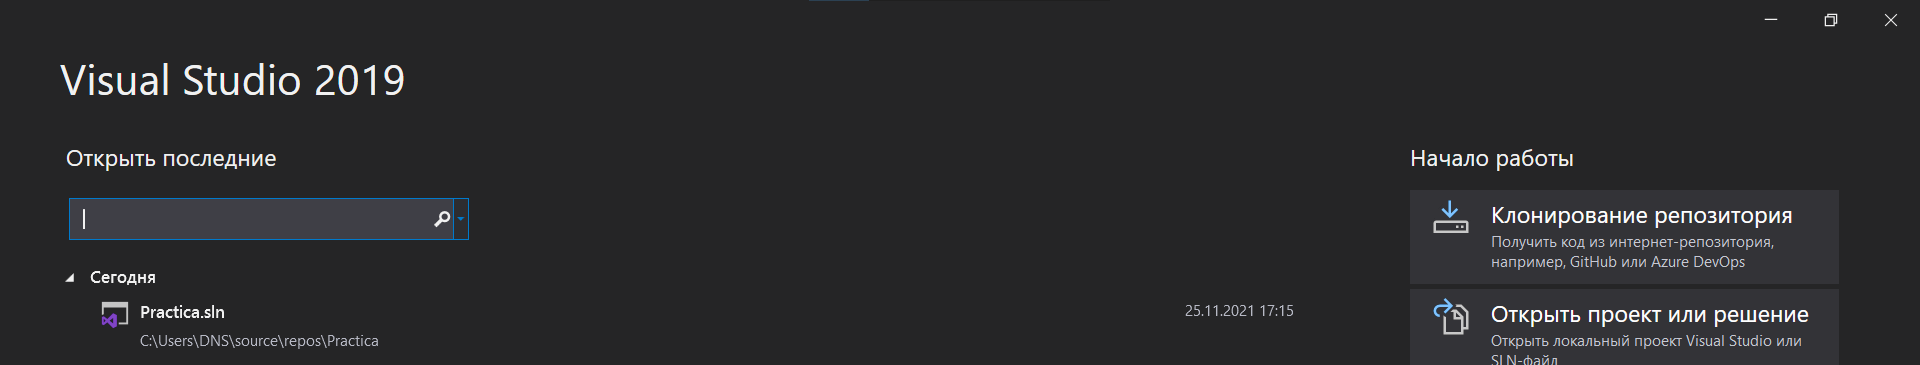 Visual Studio 2019
Открыть последние
Сегодня
Practica.sln
25.11.2021 17:15
C:\Users\DNS\source\repos\Practica
Начало работы
Клонирование репозитория
Получить код из интернет-репозитория,
например, GitHub или Azure DevOps
Открыть проект или решение
Открыть локальный проект Visual Studio или
SLN-файл